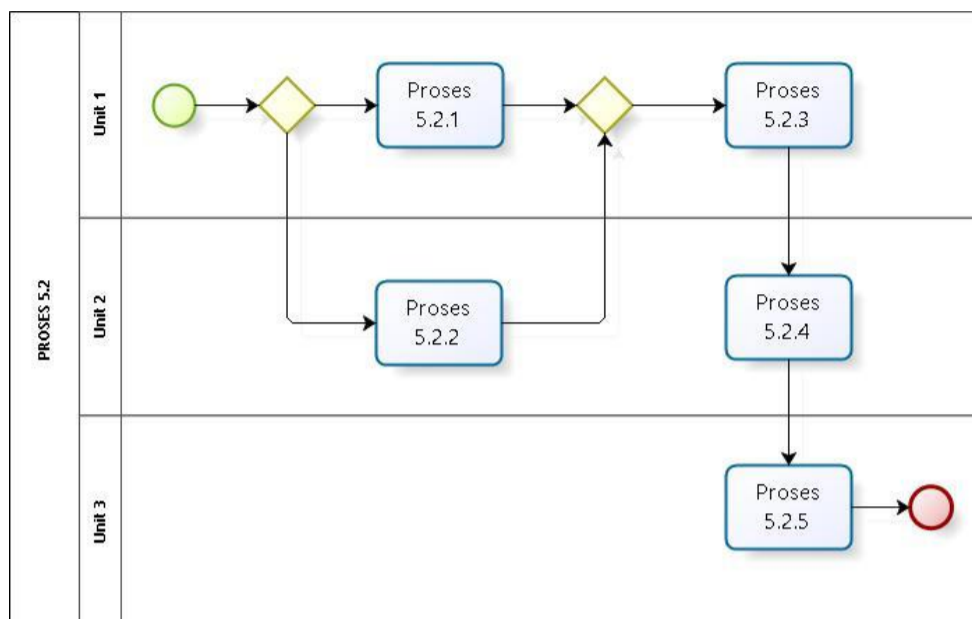 PROSES 5.2
Unit 1
Proses
5.2.1
Proses
5.2.3
Unit 2
Proses
5.2.2
Proses
5.2.4
Unit 3
Proses
5.2.5